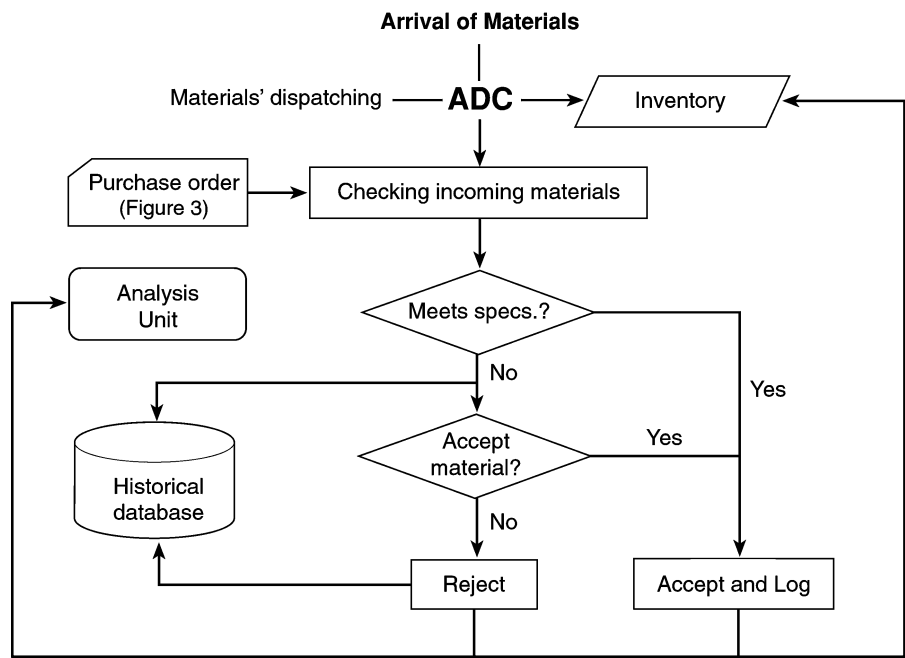 Arrival of Materials
Materials' dispatching
ADC
Inventory
Purchase order
(Figure 3)
Checking incoming materials
Analysis
Unit
Meets specs.?
No
Yes
Accept
material?
Yes
Historical
database
No
Reject
Accept and Log